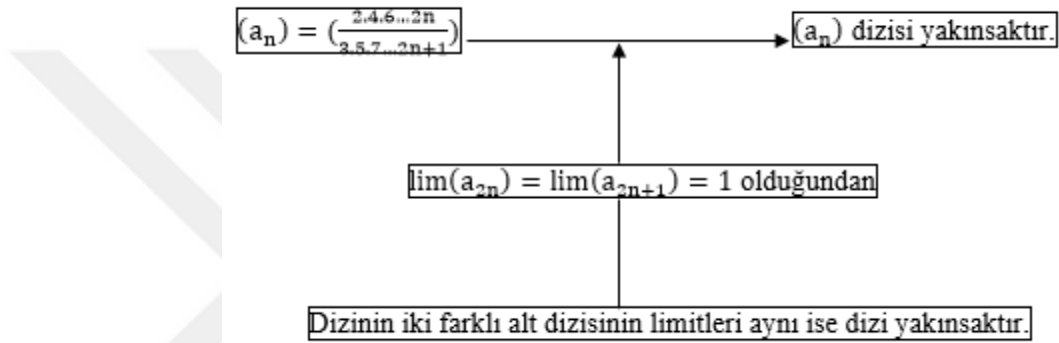 (aₙ) = (2.4.6...2n / 3.5.7...2n+1)
(aₙ) dizisi yakınsaktır.
lim(a₂ₙ) = lim(a₂ₙ₊₁) = 1 olduğundan
Dizinin iki farklı alt dizisinin limitleri aynı ise dizi yakınsaktır.